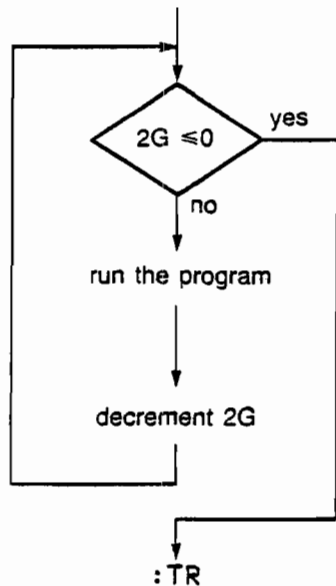 2G ≤0
yes
no
run the program
decrement 2G
:TR